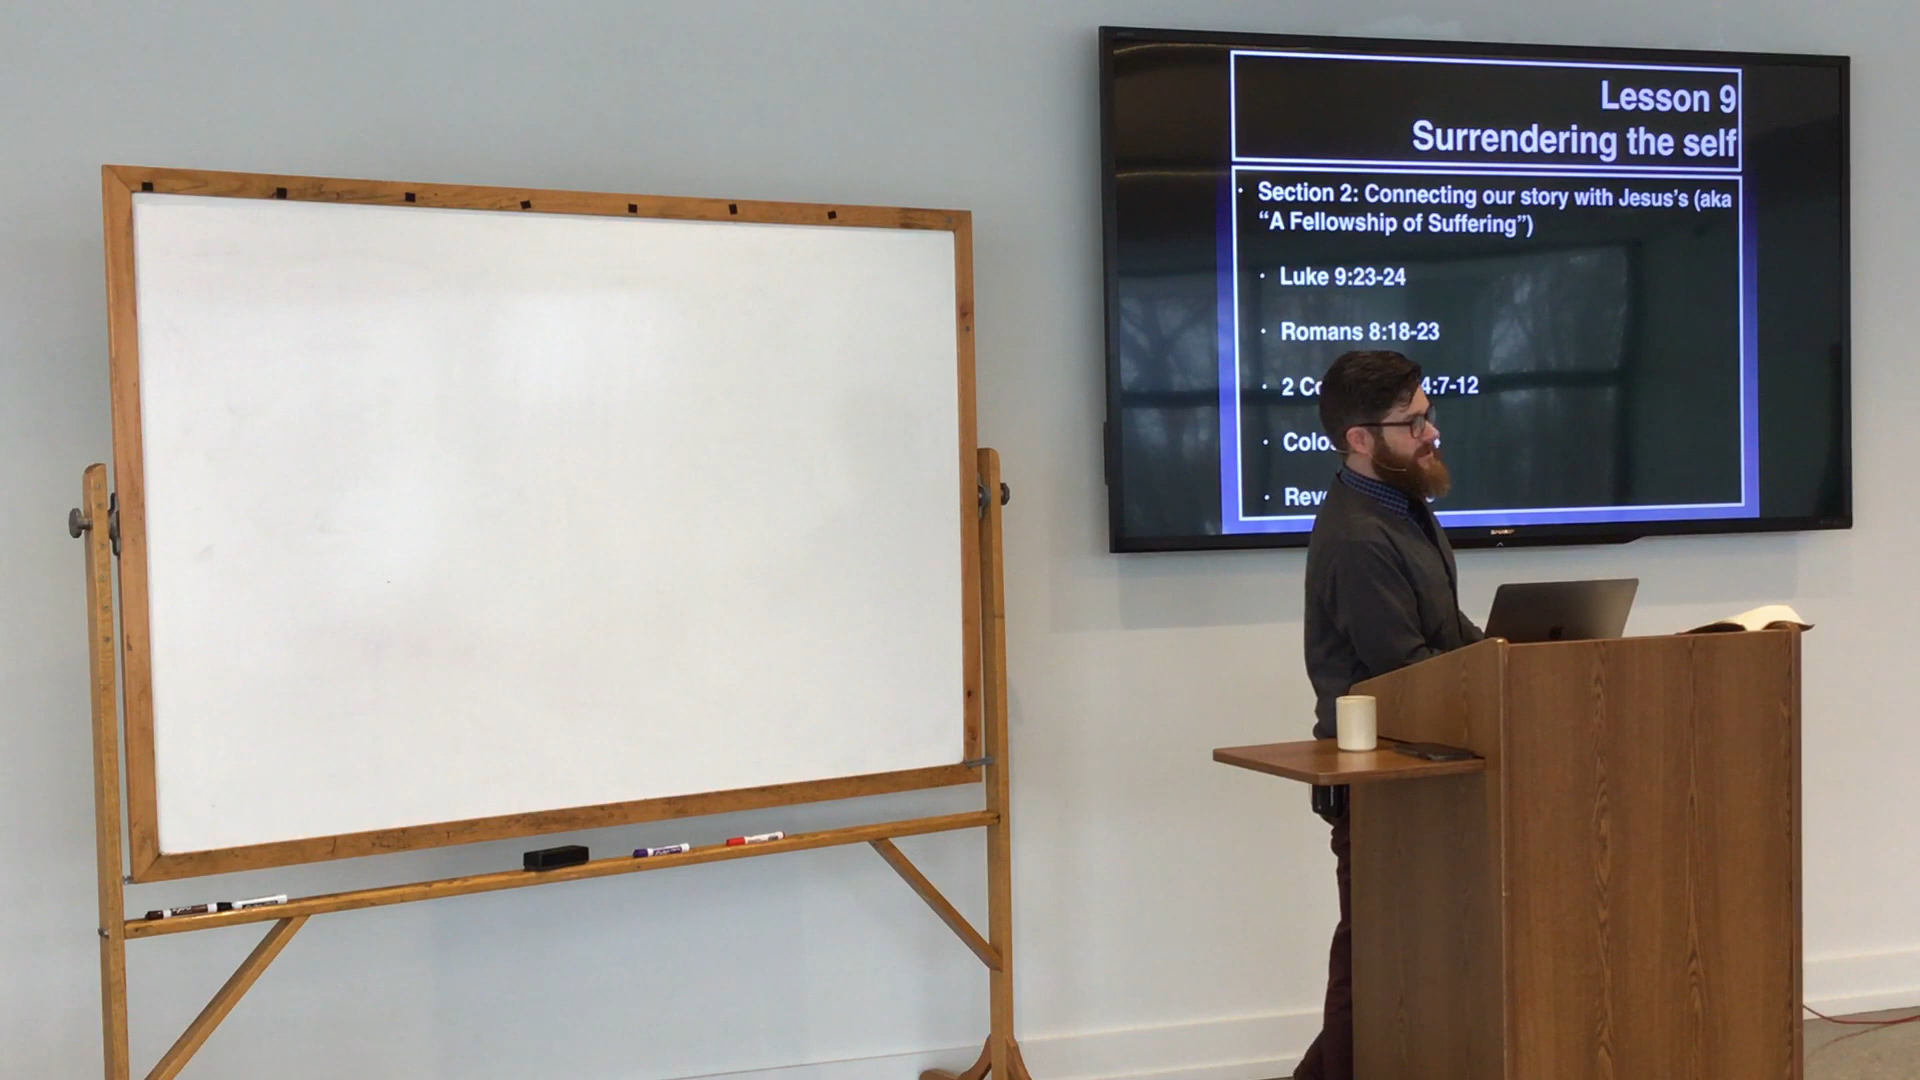 Lesson 9
Surrendering the self
• Section 2: Connecting our story with Jesus's (aka
“A Fellowship of Suffering”)
• Luke 9:23-24
• Romans 8:18-23
• 2 Co 4:7-12
• Colo
• Rev
SHARP